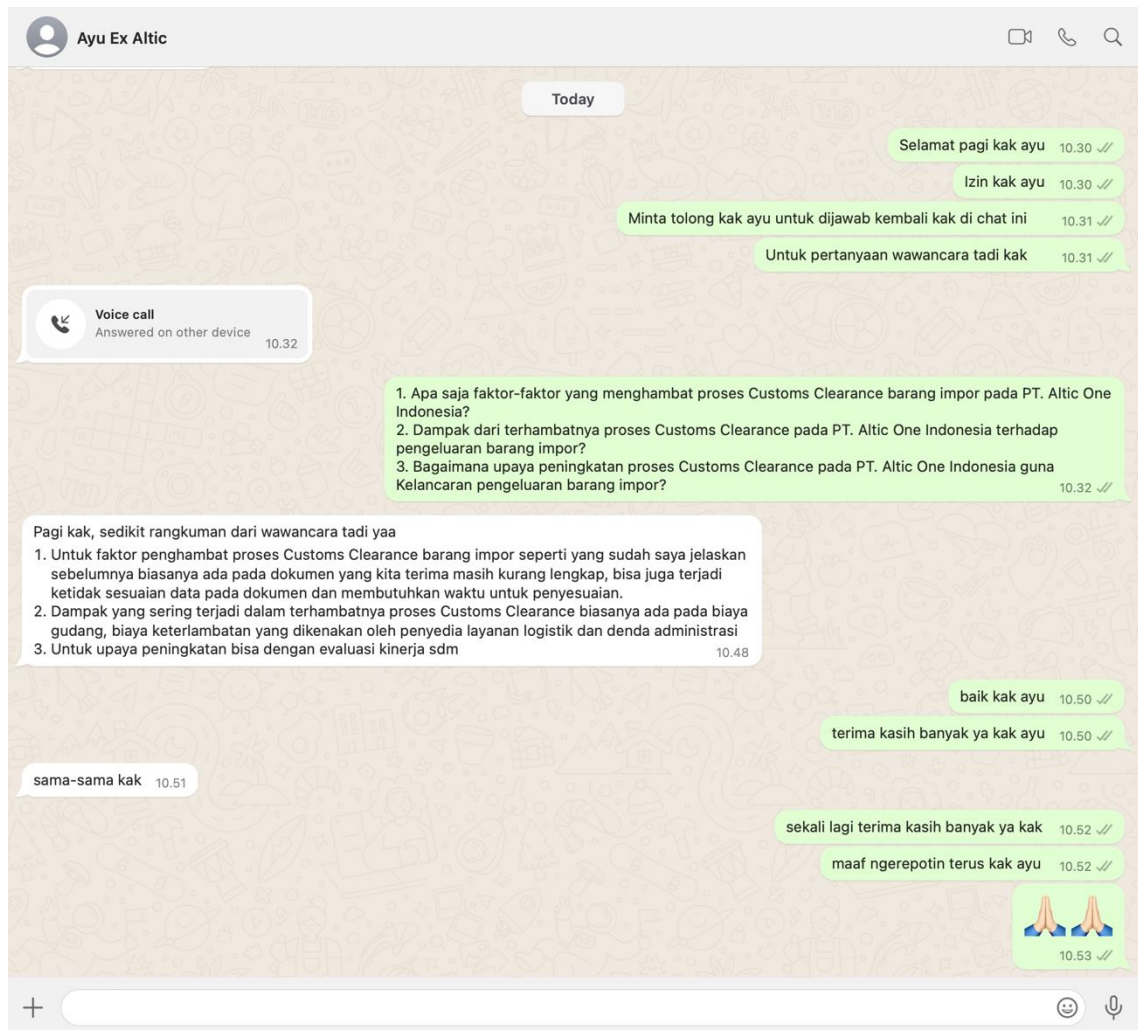 Ayu Ex Altic
Today
Selamat pagi kak ayu 10.30
Izin kak ayu 10.30
Minta tolong kak ayu untuk dijawab kembali kak di chat ini 10.31
Untuk pertanyaan wawancara tadi kak 10.31
Voice call
Answered on other device 10.32
1. Apa saja faktor-faktor yang menghambat proses Customs Clearance barang impor pada PT. Altic One
Indonesia?
2. Dampak dari terhambatnya proses Customs Clearance pada PT. Altic One Indonesia terhadap
pengeluaran barang impor?
3. Bagaimana upaya peningkatan proses Customs Clearance pada PT. Altic One Indonesia guna
Kelancaran pengeluaran barang impor? 10.32
Pagi kak, sedikit rangkuman dari wawancara tadi yaa
1. Untuk faktor penghambat proses Customs Clearance barang impor seperti yang sudah saya jelaskan
sebelumnya biasanya ada pada dokumen yang kita terima masih kurang lengkap, bisa juga terjadi
ketidak sesuaian data pada dokumen dan membutuhkan waktu untuk penyesuaian.
2. Dampak yang sering terjadi dalam terhambatnya proses Customs Clearance biasanya ada pada biaya
gudang, biaya keterlambatan yang dikenakan oleh penyedia layanan logistik dan denda administrasi
3. Untuk upaya peningkatan bisa dengan evaluasi kinerja sdm 10.48
baik kak ayu 10.50
terima kasih banyak ya kak ayu 10.50
sama-sama kak 10.51
sekali lagi terima kasih banyak ya kak 10.52
maaf ngerepotin terus kak ayu 10.52
10.53